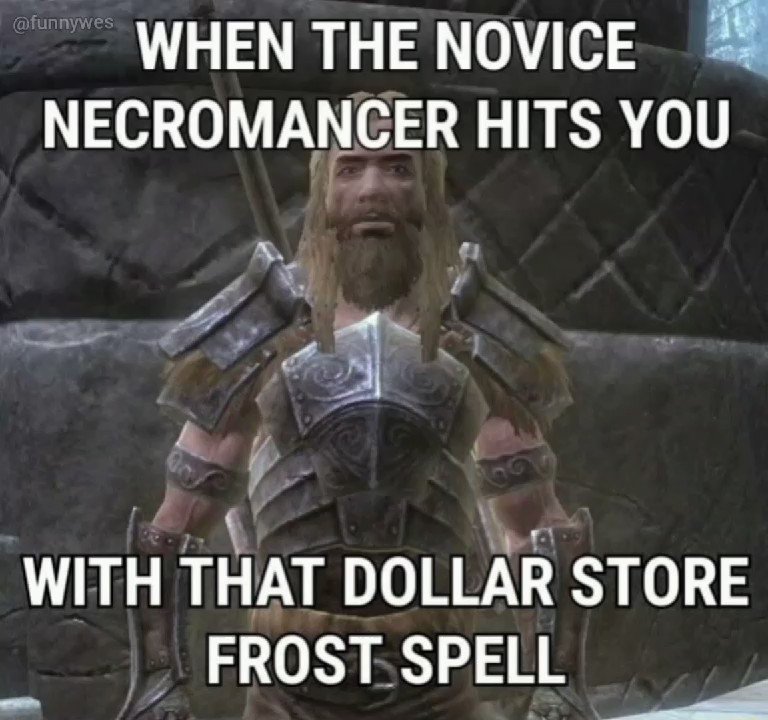 @funnywes
WHEN THE NOVICE
NECROMANCER HITS YOU
WITH THAT DOLLAR STORE
FROST SPELL